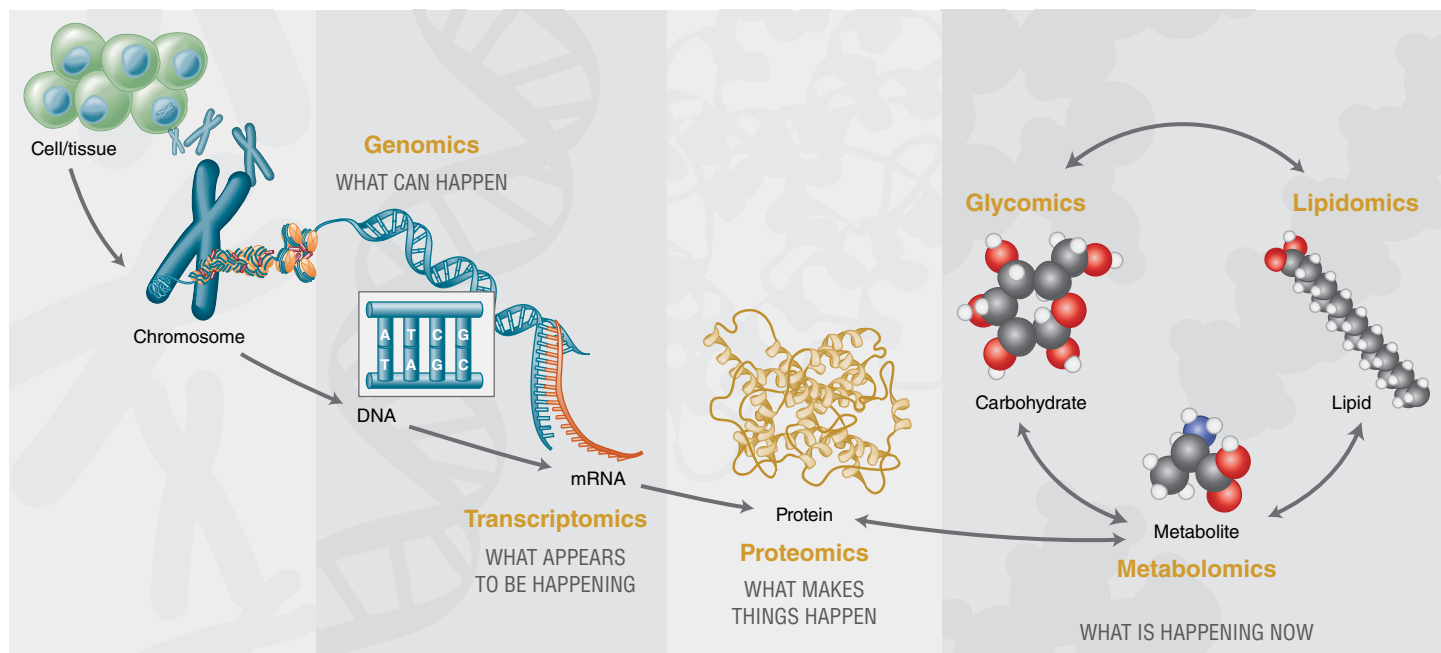 Cell/tissue
Chromosome
Genomics
WHAT CAN HAPPEN
A T C G
T A G C
DNA
mRNA
Transcriptomics
WHAT APPEARS
TO BE HAPPENING
Protein
Proteomics
WHAT MAKES
THINGS HAPPEN
Glycomics
Carbohydrate
Lipidomics
Lipid
Metabolite
Metabolomics
WHAT IS HAPPENING NOW